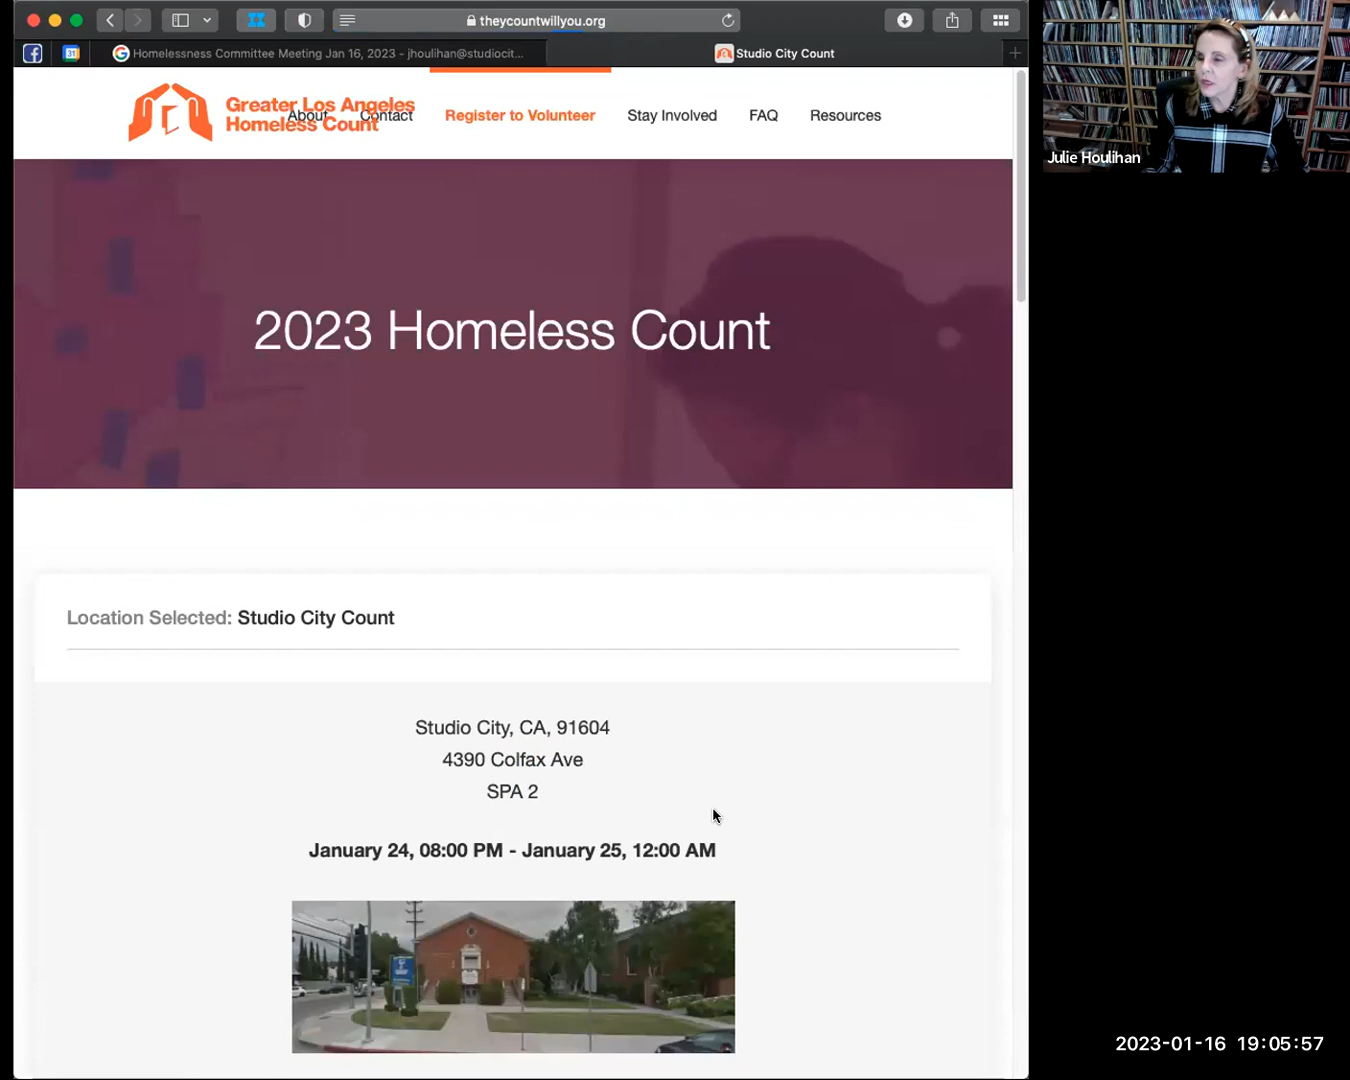 theycountwillyou.org
31
Homelessness Committee Meeting Jan 16, 2023 - jhoulihan@studiocit...
Studio City Count
Greater Los Angeles
Homeless Count
About
Contact
Register to Volunteer
Stay Involved
FAQ
Resources
Julie Houlihan
2023 Homeless Count
Location Selected: Studio City Count
Studio City, CA, 91604
4390 Colfax Ave
SPA 2
January 24, 08:00 PM - January 25, 12:00 AM
2023-01-16 19:05:57